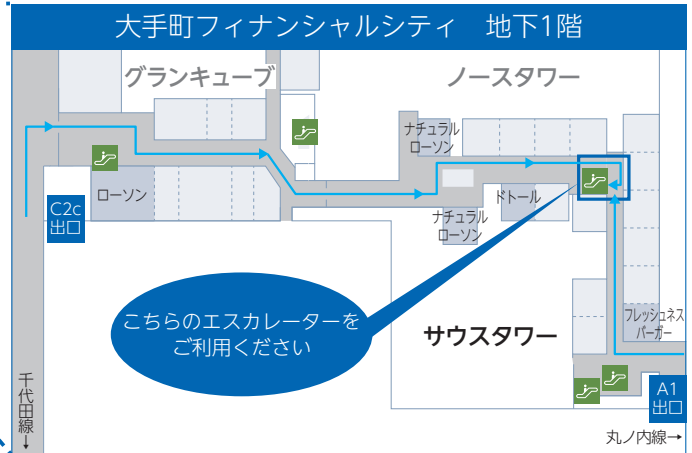 大手町フィナンシャルシティ 地下1階
グランキューブ
ノースタワー
ナチュラル
ローソン
ローソン
C2c
出口
ドトール
ナチュラル
ローソン
こちらのエスカレーターを
ご利用ください
サウスタワー
フレッシュネス
バーガー
千代田線↓
A1
出口
丸ノ内線→